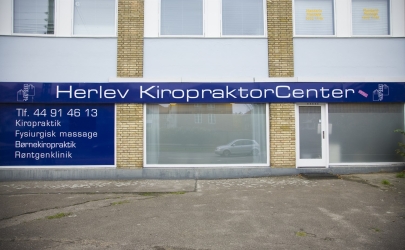 Herlev KiropraktorCenter
Tlf. 44 91 46 13
Kiropraktik
Fysiurgisk massage
Børnekiropraktik
Røntgenklinik